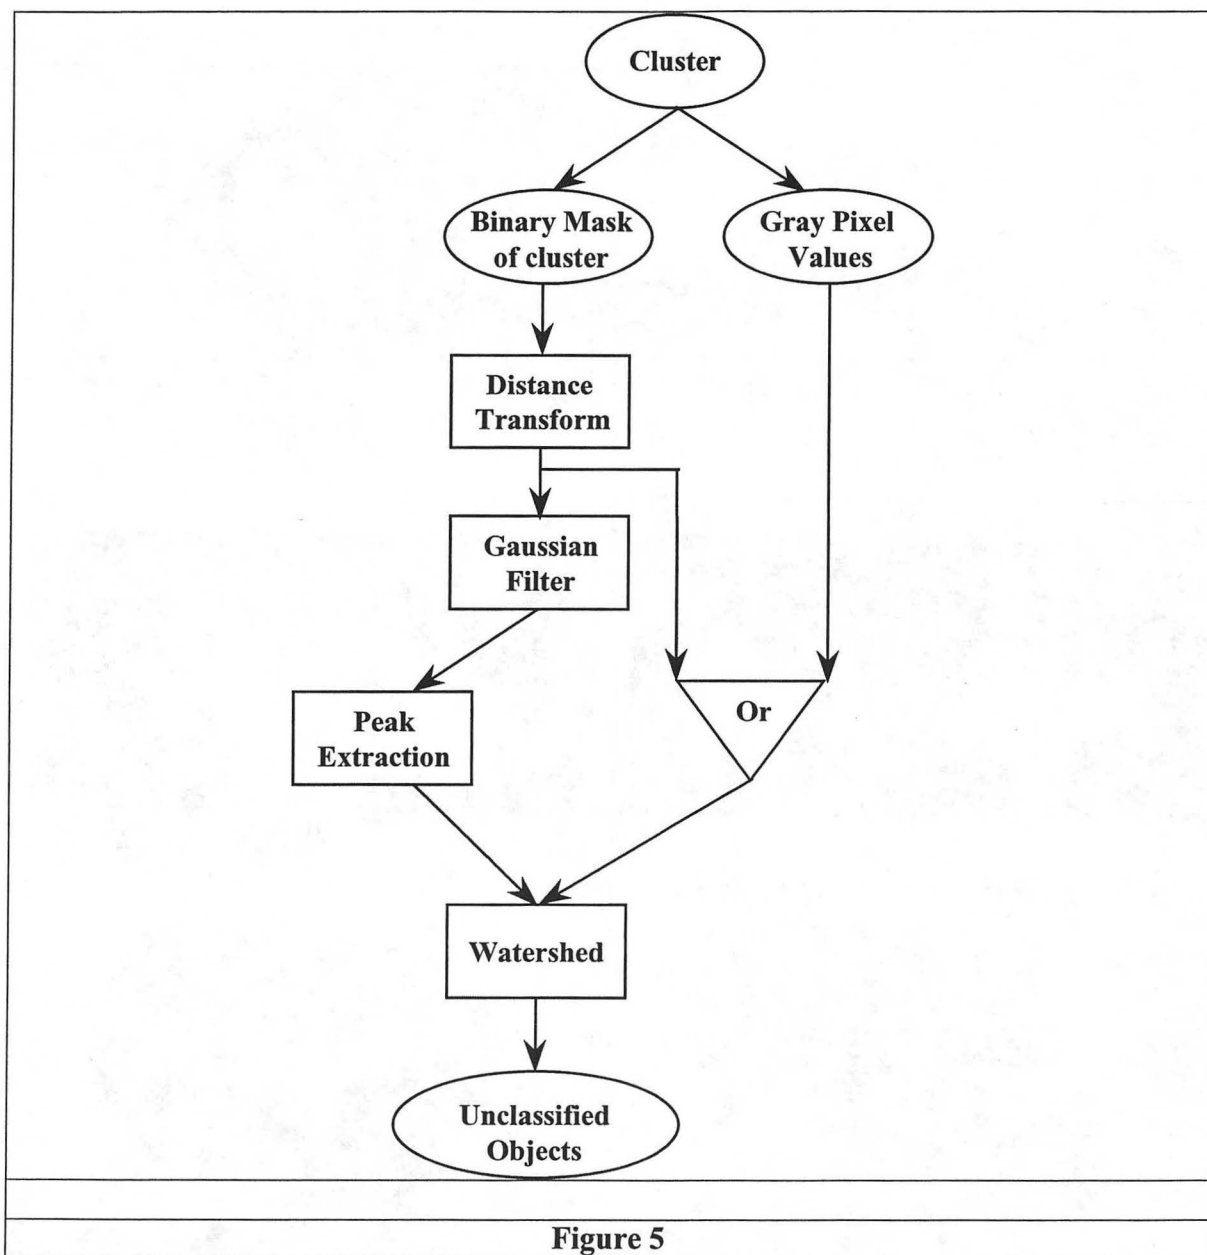 Cluster
Binary Mask
of cluster
Gray Pixel
Values
Distance
Transform
Gaussian
Filter
Peak
Extraction
Or
Watershed
Unclassified
Objects
Figure 5